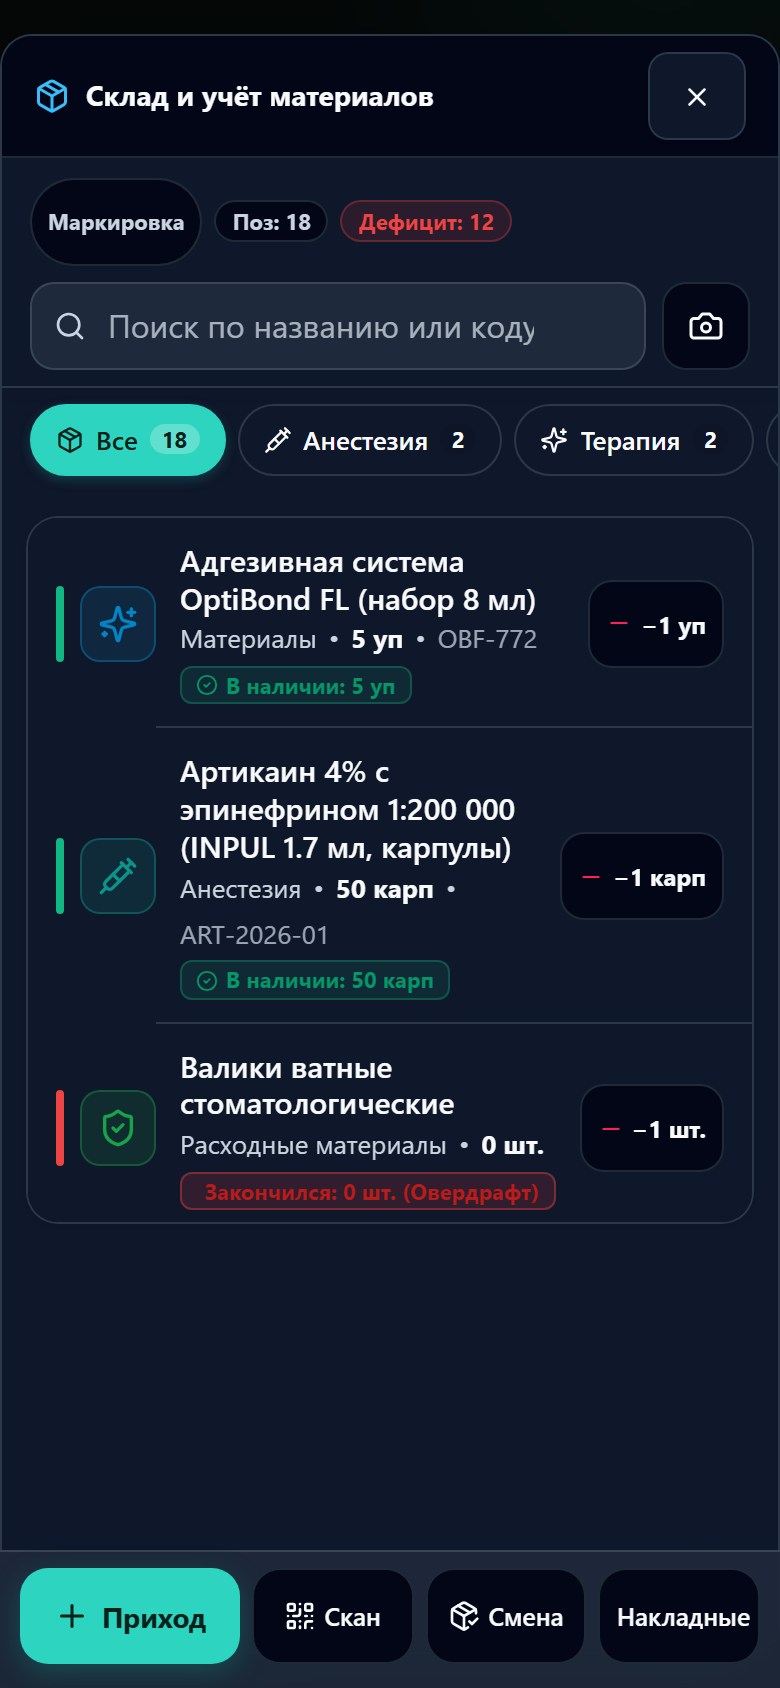 Склад и учёт материалов
Маркировка
Поз: 18
Дефицит: 12
Поиск по названию или коду
Все 18
Анестезия 2
Терапия 2
Адгезивная система
OptiBond FL (набор 8 мл)
Материалы • 5 уп • OBF-772
В наличии: 5 уп
−1 уп
Артикаин 4% с
эпинефрином 1:200 000
(INPUL 1.7 мл, карпулы)
Анестезия • 50 карп •
ART-2026-01
В наличии: 50 карп
−1 карп
Валики ватные
стоматологические
Расходные материалы • 0 шт.
Закончился: 0 шт. (Овердрафт)
−1 шт.
Приход
Скан
Смена
Накладные